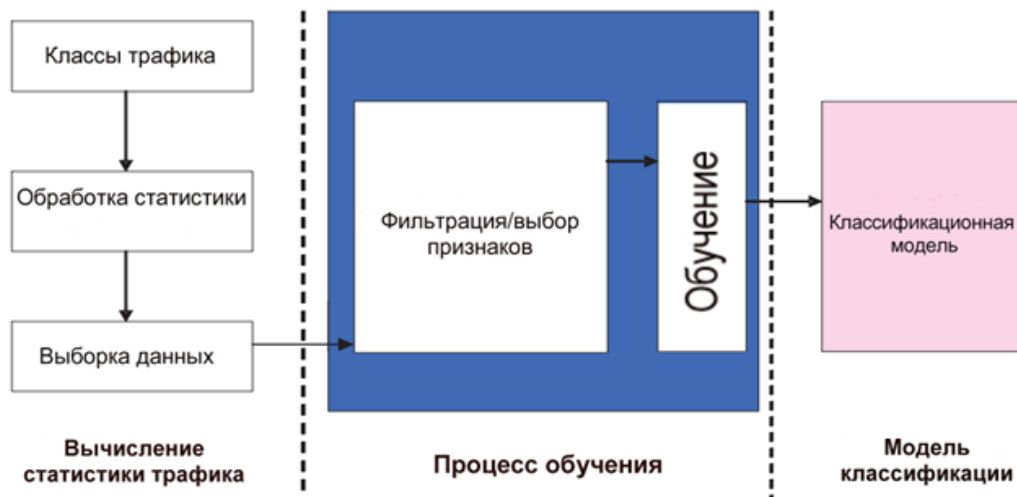 Классы трафика
Обработка статистики
Выборка данных
Вычисление
статистики трафика
Фильтрация/выбор
признаков
Обучение
Процесс обучения
Классификационная
модель
Модель
классификации